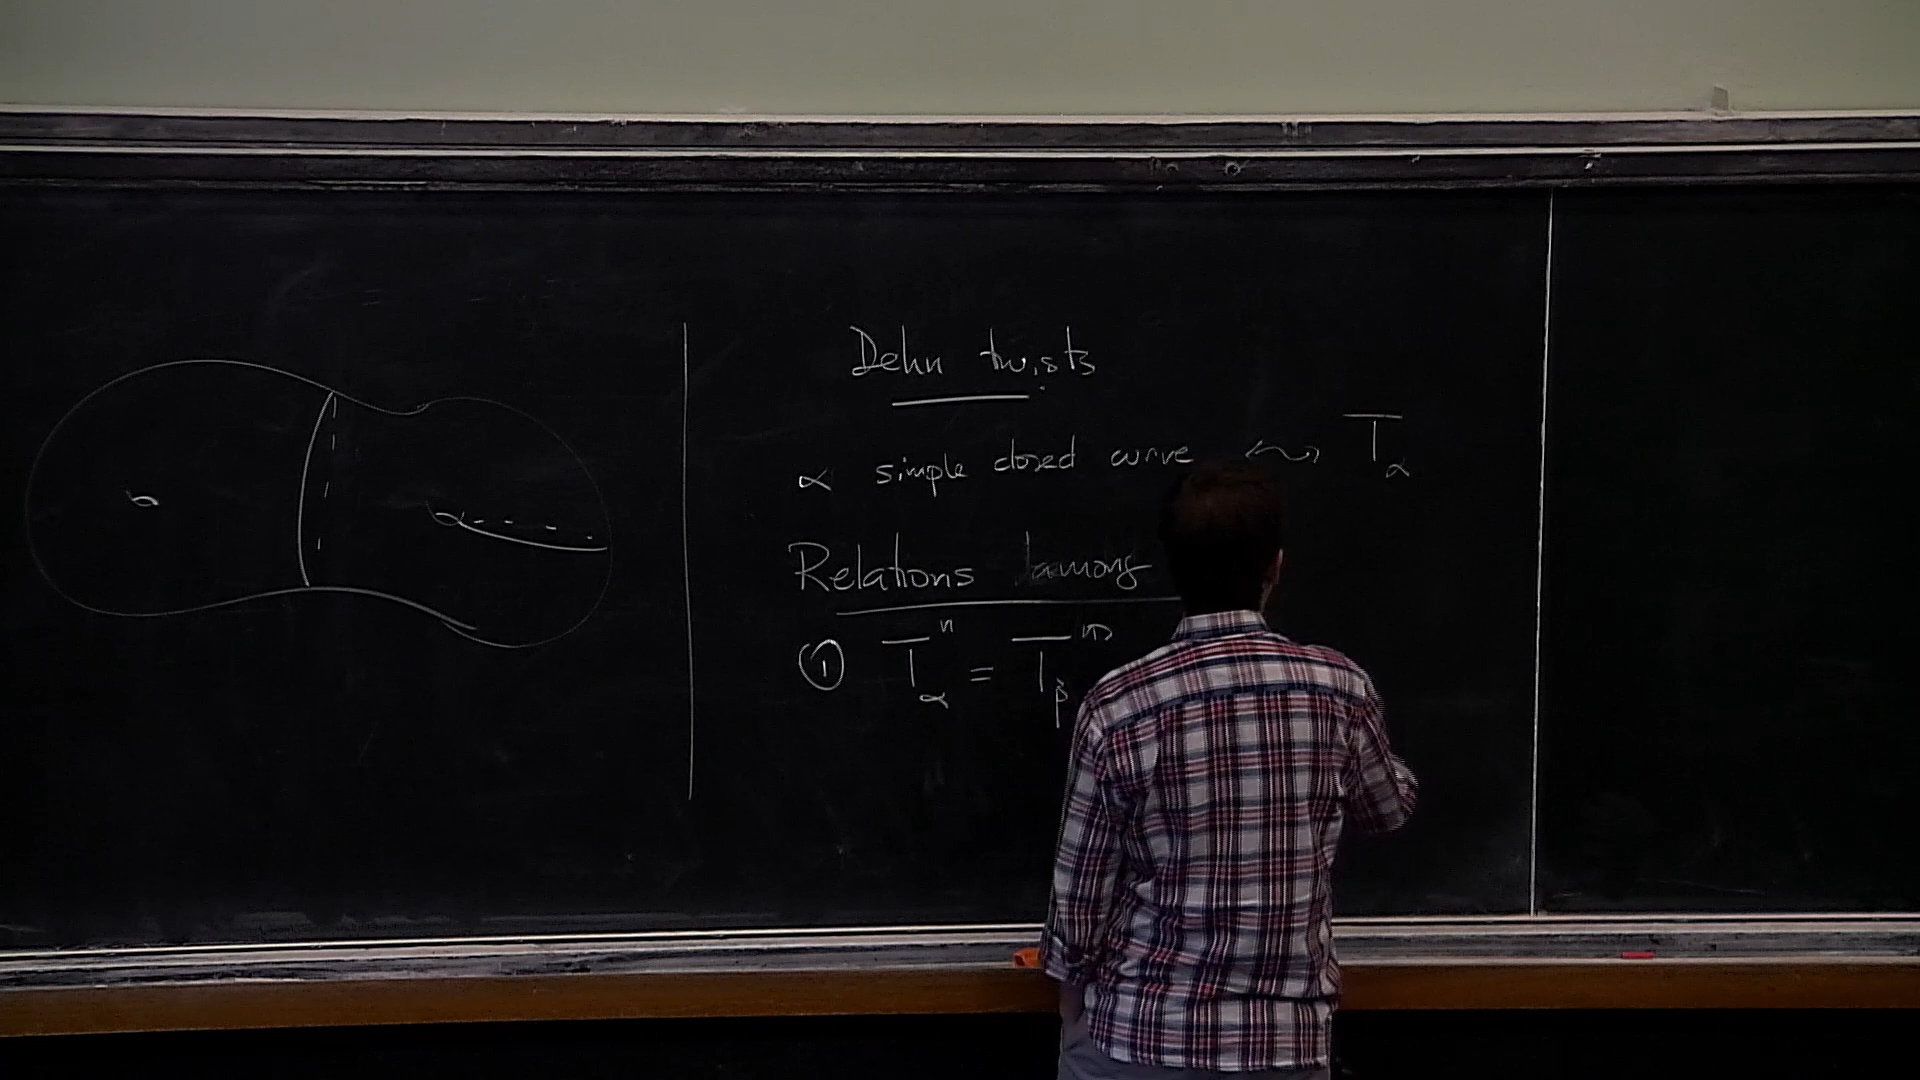 Dehn twists
α simple closed curve ⇝ T_α
Relations among
① T_α^n = T_β^m